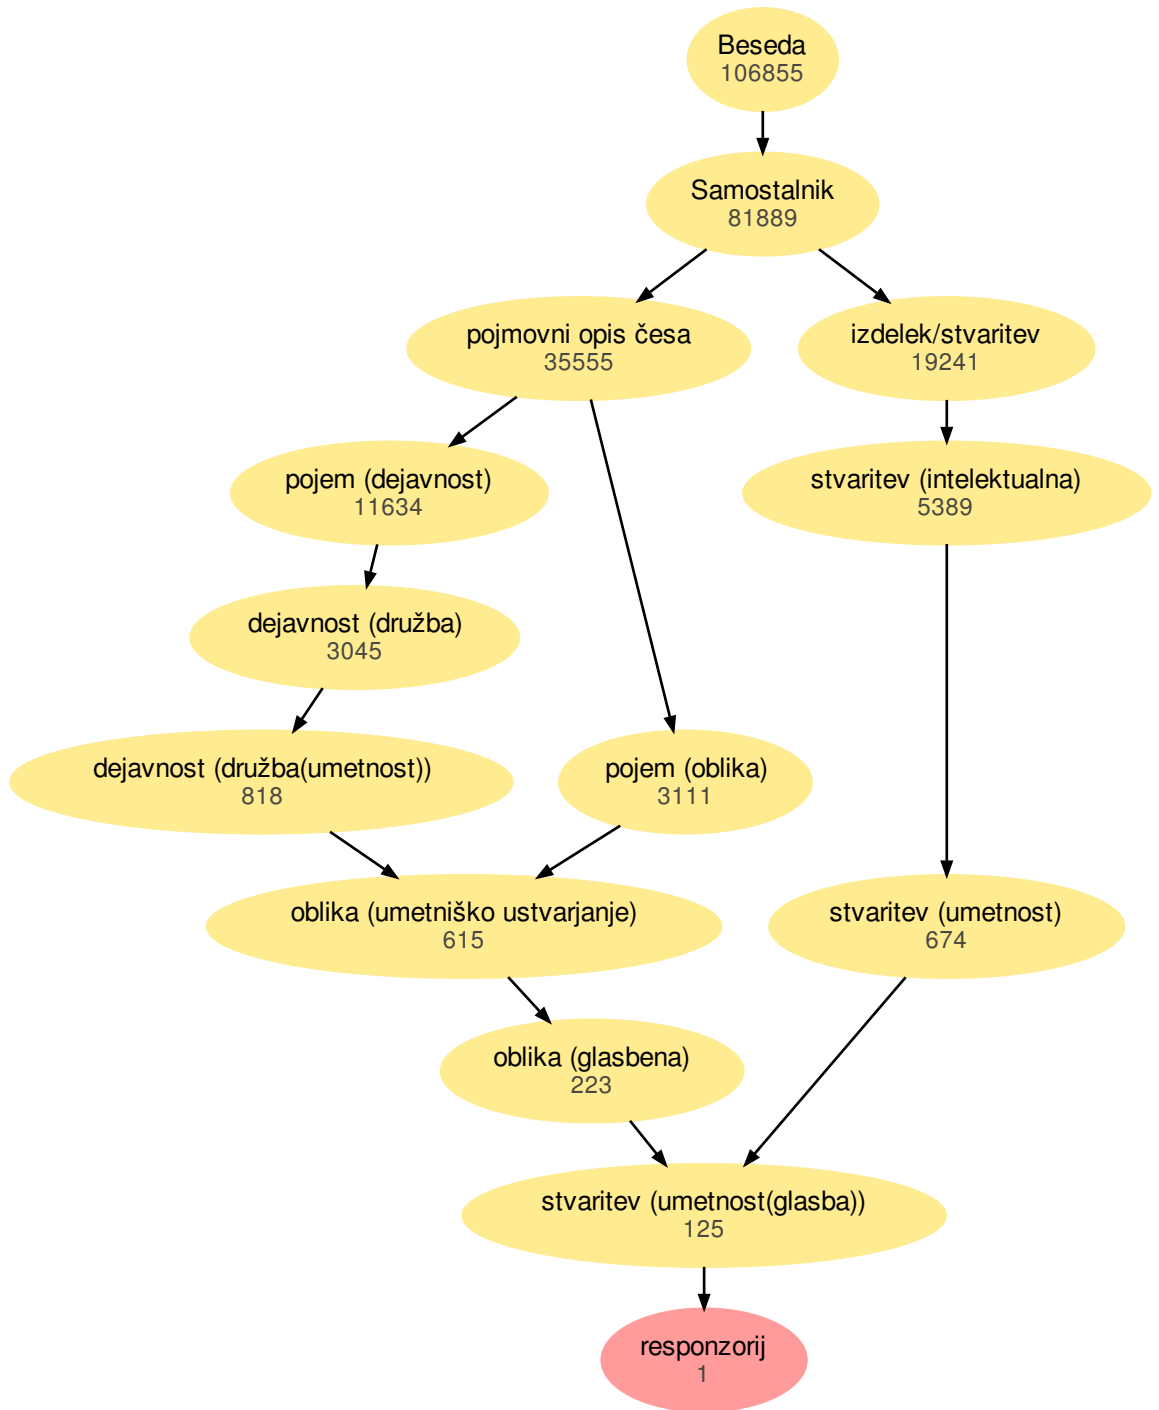 Beseda
106855
Samostalnik
81889
pojmovni opis česa
35555
izdelek/stvaritev
19241
pojem (dejavnost)
11634
stvaritev (intelektualna)
5389
dejavnost (družba)
3045
dejavnost (družba(umetnost))
818
pojem (oblika)
3111
oblika (umetniško ustvarjanje)
615
stvaritev (umetnost)
674
oblika (glasbena)
223
stvaritev (umetnost(glasba))
125
responzorij
1